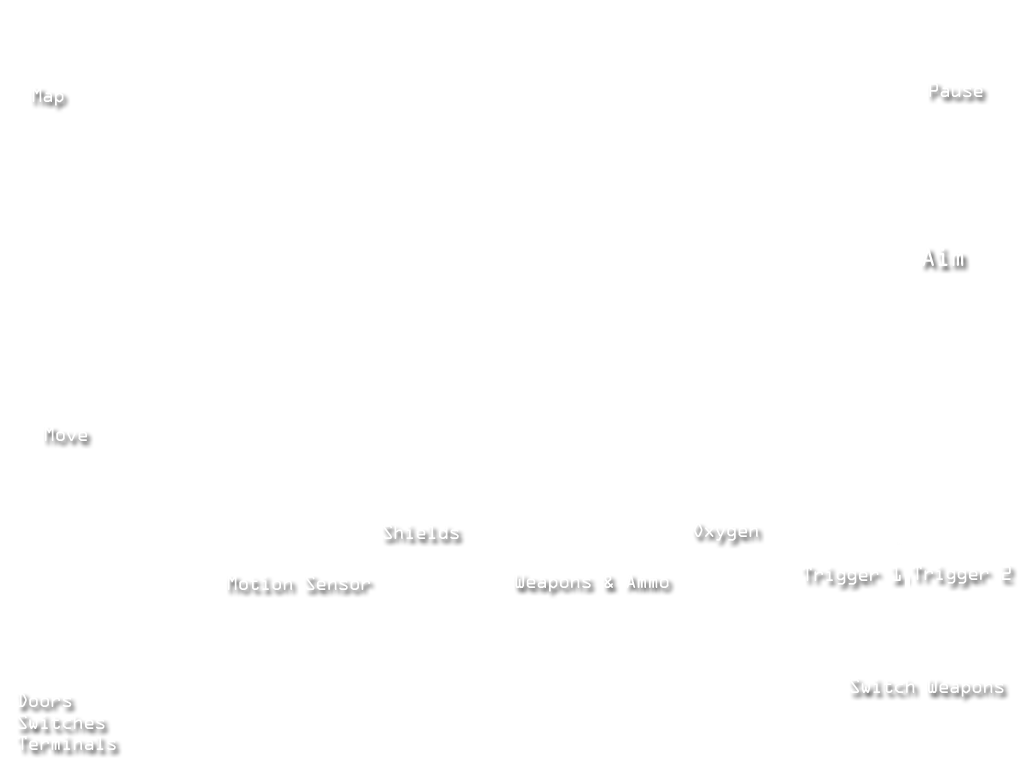 Map
Pause
Aim
Move
Shields
Oxygen
Motion Sensor
Weapons & Ammo
Trigger 1
Trigger 2
Switch Weapons
Doors
Switches
Terminals